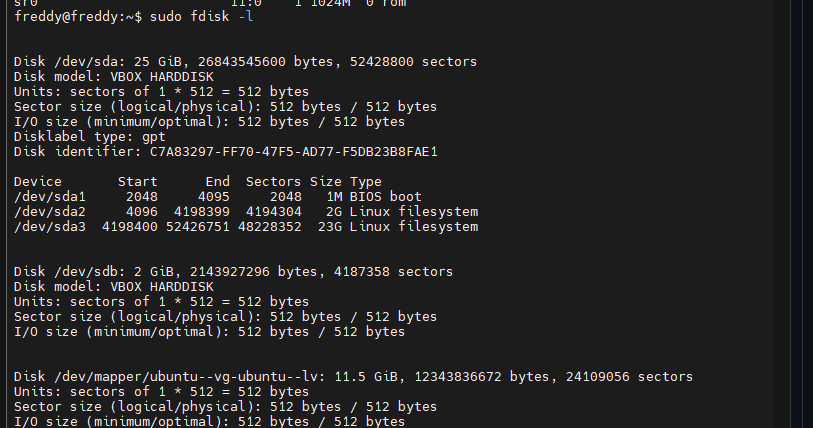 sr0 11:0 1 1024M 0 rom
freddy@freddy:~$ sudo fdisk -l
Disk /dev/sda: 25 GiB, 26843545600 bytes, 52428800 sectors
Disk model: VBOX HARDDISK
Units: sectors of 1 * 512 = 512 bytes
Sector size (logical/physical): 512 bytes / 512 bytes
I/O size (minimum/optimal): 512 bytes / 512 bytes
Disklabel type: gpt
Disk identifier: C7A83297-FF70-47F5-AD77-F5DB23B8FAE1
Device Start End Sectors Size Type
/dev/sda1 2048 4095 2048 1M BIOS boot
/dev/sda2 4096 4198399 4194304 2G Linux filesystem
/dev/sda3 4198400 52426751 48228352 23G Linux filesystem
Disk /dev/sdb: 2 GiB, 2143927296 bytes, 4187358 sectors
Disk model: VBOX HARDDISK
Units: sectors of 1 * 512 = 512 bytes
Sector size (logical/physical): 512 bytes / 512 bytes
I/O size (minimum/optimal): 512 bytes / 512 bytes
Disk /dev/mapper/ubuntu--vg-ubuntu--lv: 11.5 GiB, 12343836672 bytes, 24109056 sectors
Units: sectors of 1 * 512 = 512 bytes
Sector size (logical/physical): 512 bytes / 512 bytes
I/O size (minimum/optimal): 512 bytes / 512 bytes